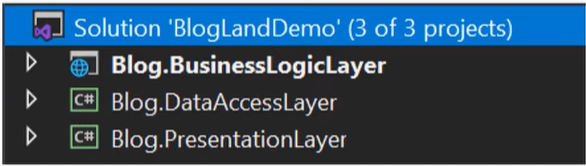 Solution 'BlogLandDemo' (3 of 3 projects)
Blog.BusinessLogicLayer
C# Blog.DataAccessLayer
C# Blog.PresentationLayer